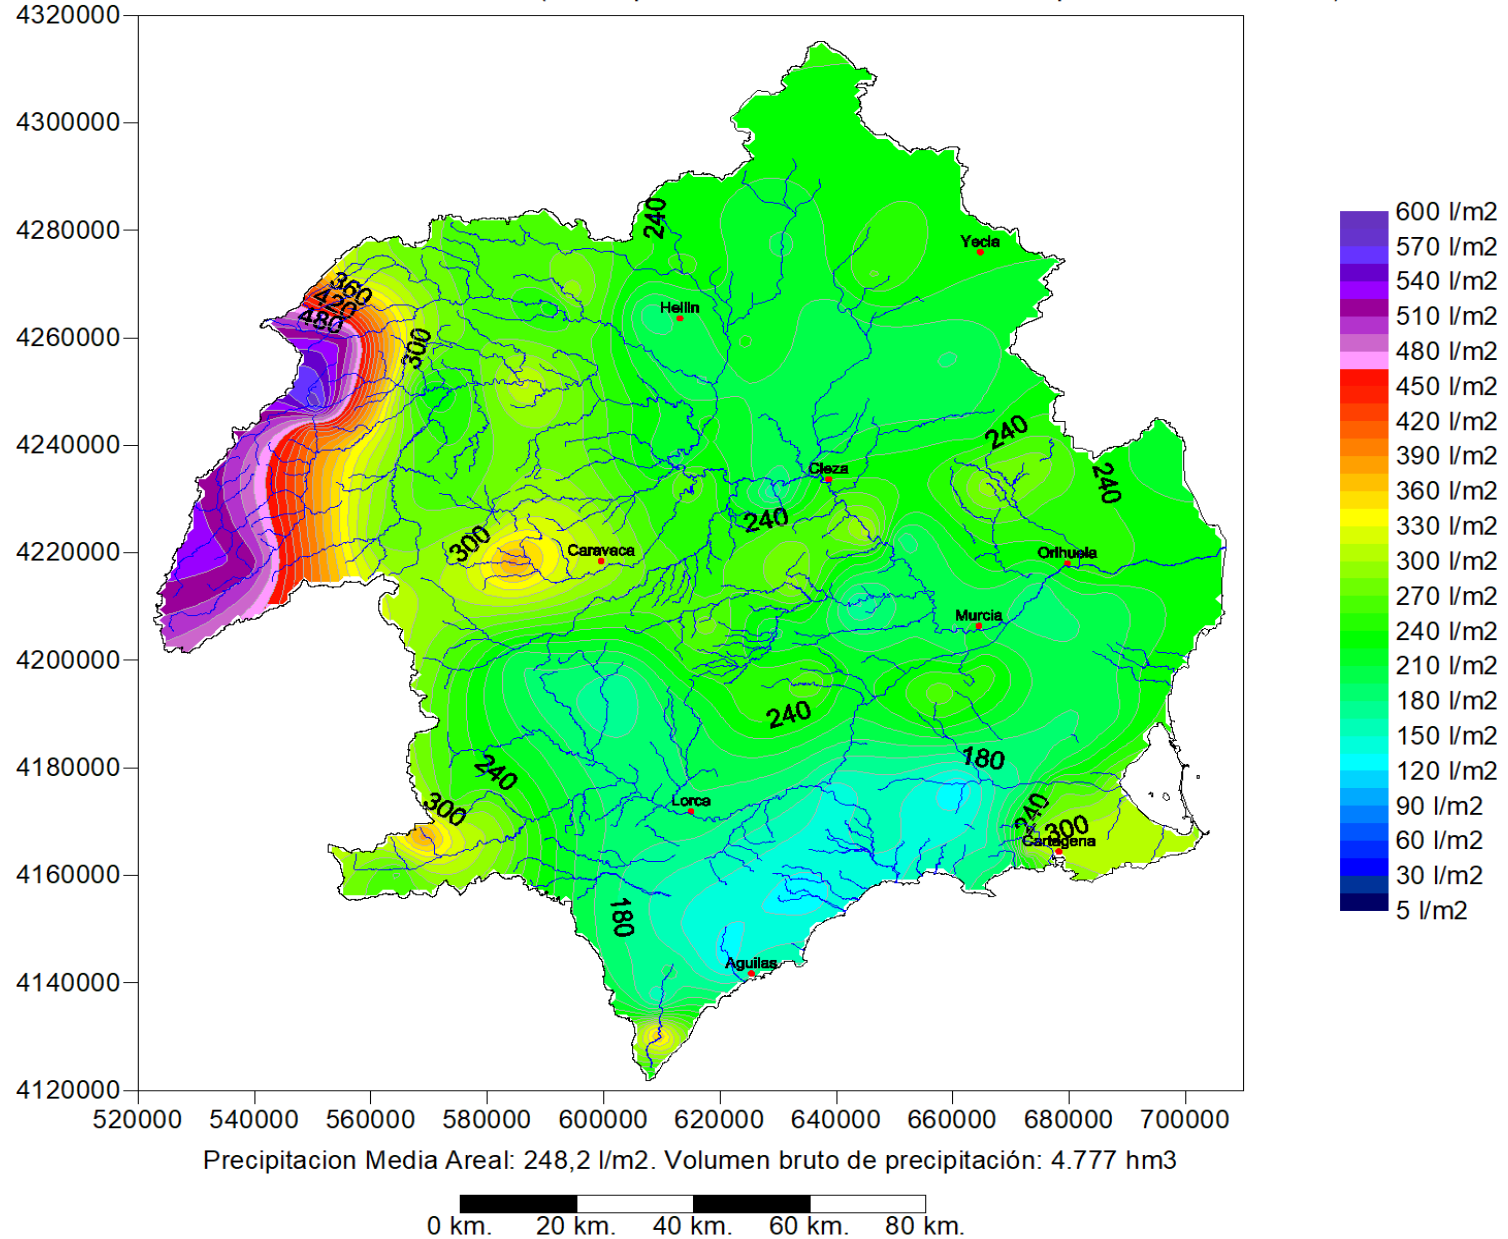 4320000
4300000
4280000
4260000
4240000
4220000
4200000
4180000
4160000
4140000
4120000
520000 540000 560000 580000 600000 620000 640000 660000 680000 700000
240
Yecla
360
420
480
300
Hellin
240
240
Cieza
240
300
Caravaca
Orihuela
Murcia
240
240
180
300
Lorca
240
300
Cartagena
180
Aguilas
600 l/m2
570 l/m2
540 l/m2
510 l/m2
480 l/m2
450 l/m2
420 l/m2
390 l/m2
360 l/m2
330 l/m2
300 l/m2
270 l/m2
240 l/m2
210 l/m2
180 l/m2
150 l/m2
120 l/m2
90 l/m2
60 l/m2
30 l/m2
5 l/m2
Precipitacion Media Areal: 248,2 l/m2. Volumen bruto de precipitación: 4.777 hm3
0 km. 20 km. 40 km. 60 km. 80 km.